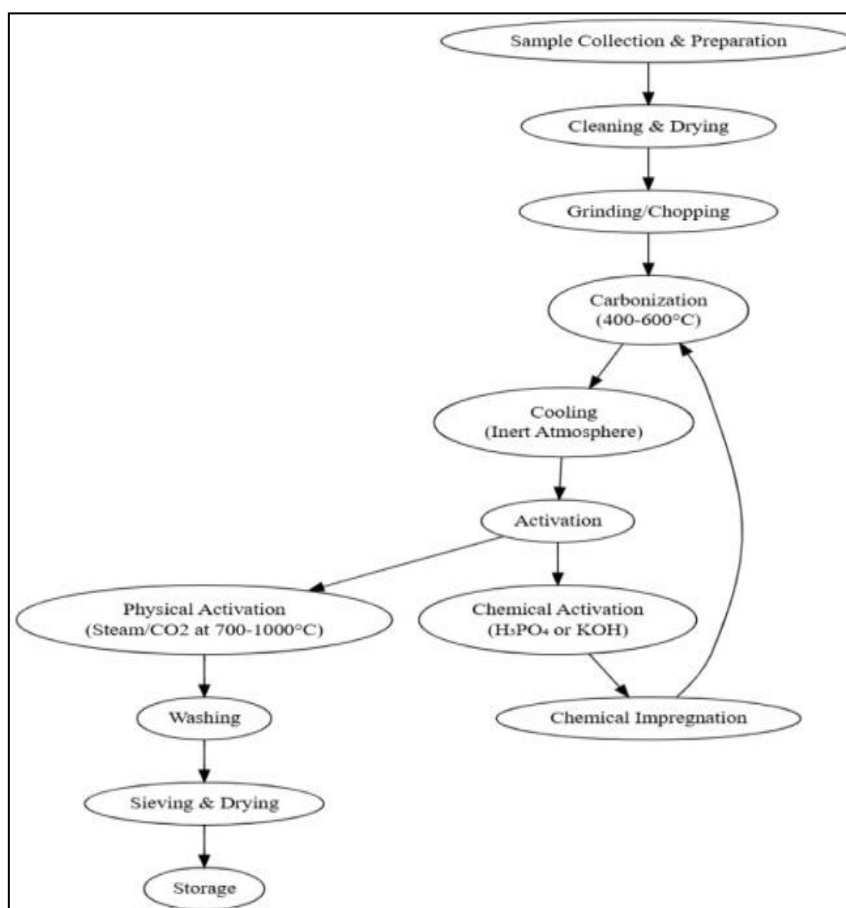 Sample Collection & Preparation
Cleaning & Drying
Grinding/Chopping
Carbonization
(400-600°C)
Cooling
(Inert Atmosphere)
Activation
Physical Activation
(Steam/CO2 at 700-1000°C)
Chemical Activation
(H₃PO₄ or KOH)
Washing
Chemical Impregnation
Sieving & Drying
Storage